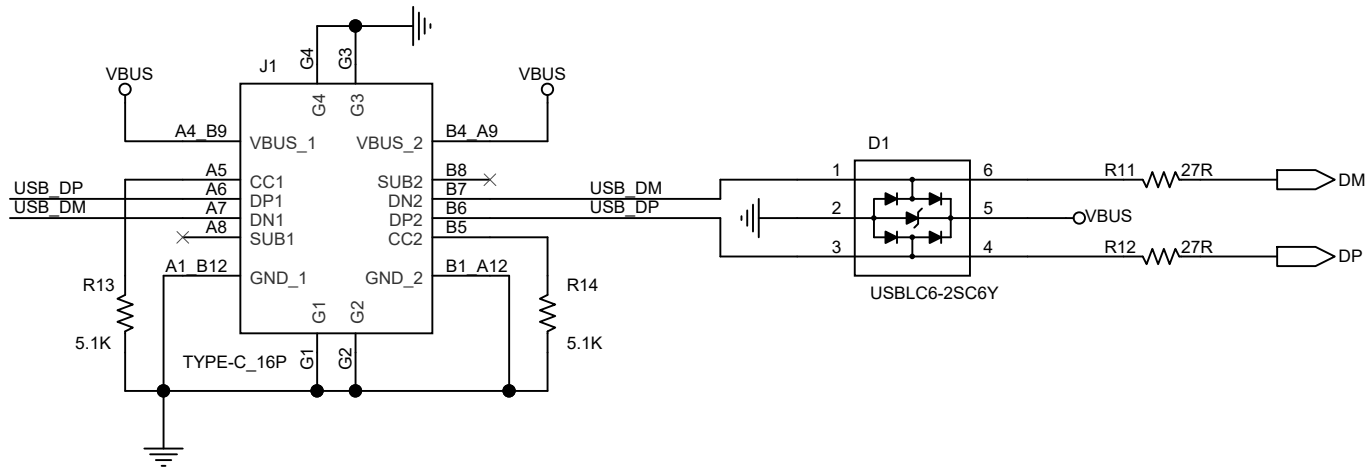 G4
G3
J1
VBUS
VBUS
G4
G3
A4_B9
VBUS_1
VBUS_2
B4_A9
A5
CC1
SUB2
B8
USB_DP
A6
DP1
DN2
B7
USB_DM
USB_DM
A7
DN1
DP2
B6
USB_DP
A8
SUB1
CC2
B5
A1_B12
GND_1
GND_2
B1_A12
R13
5.1K
R14
5.1K
G1
G2
TYPE-C_16P
G1
G2
D1
1
6
R11
27R
DM
2
5
VBUS
3
4
R12
27R
DP
USBLC6-2SC6Y